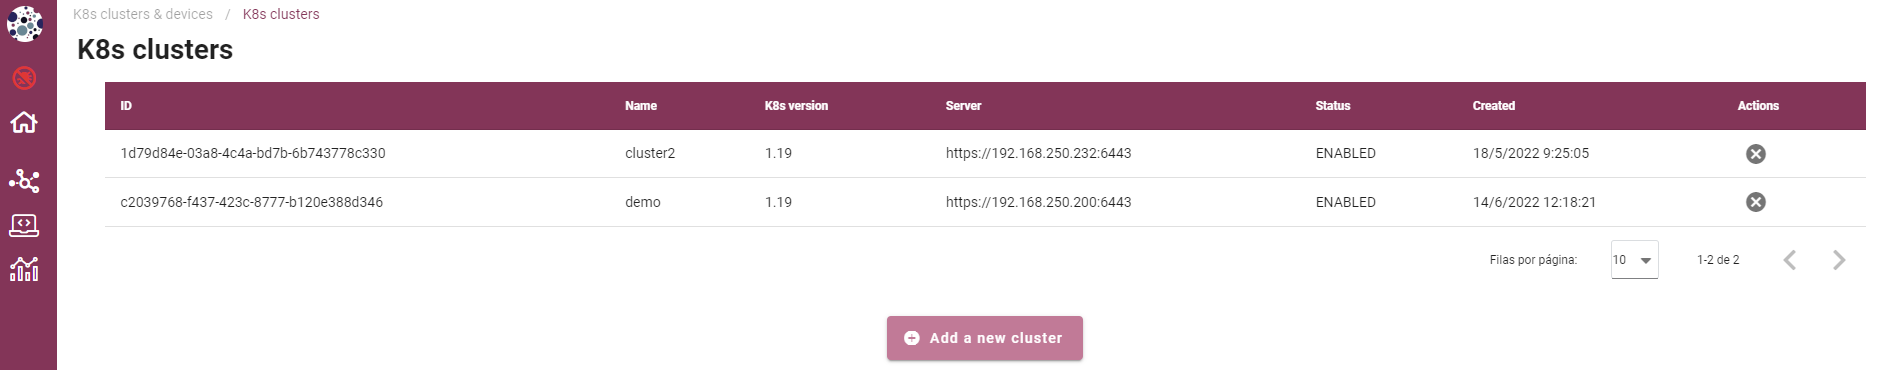 K8s clusters & devices / K8s clusters
K8s clusters
ID Name K8s version Server Status Created Actions
1d79d84e-03a8-4c4a-bd7b-6b743778c330 cluster2 1.19 https://192.168.250.232:6443 ENABLED 18/5/2022 9:25:05
c2039768-f437-423c-8777-b120e388d346 demo 1.19 https://192.168.250.200:6443 ENABLED 14/6/2022 12:18:21
Filas por página: 10 1-2 de 2
Add a new cluster